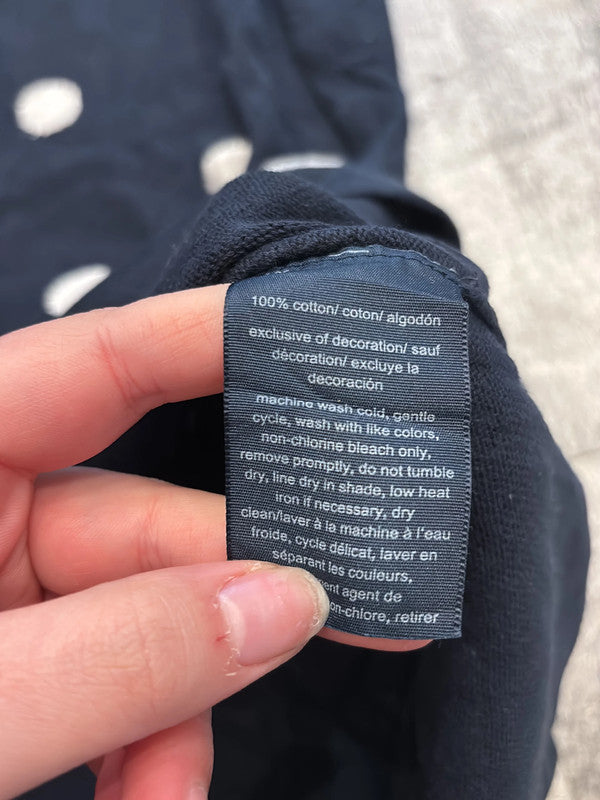 100% cotton/ coton/ algodón
exclusive of decoration/ sauf
décoration/ excluye la
decoración
machine wash cold, gentle
cycle, wash with like colors,
non-chlorine bleach only,
remove promptly, do not tumble
dry, line dry in shade, low heat
iron if necessary, dry
clean/laver à la machine à l'eau
froide, cycle délicat, laver en
séparant les couleurs,
agent de
retirer